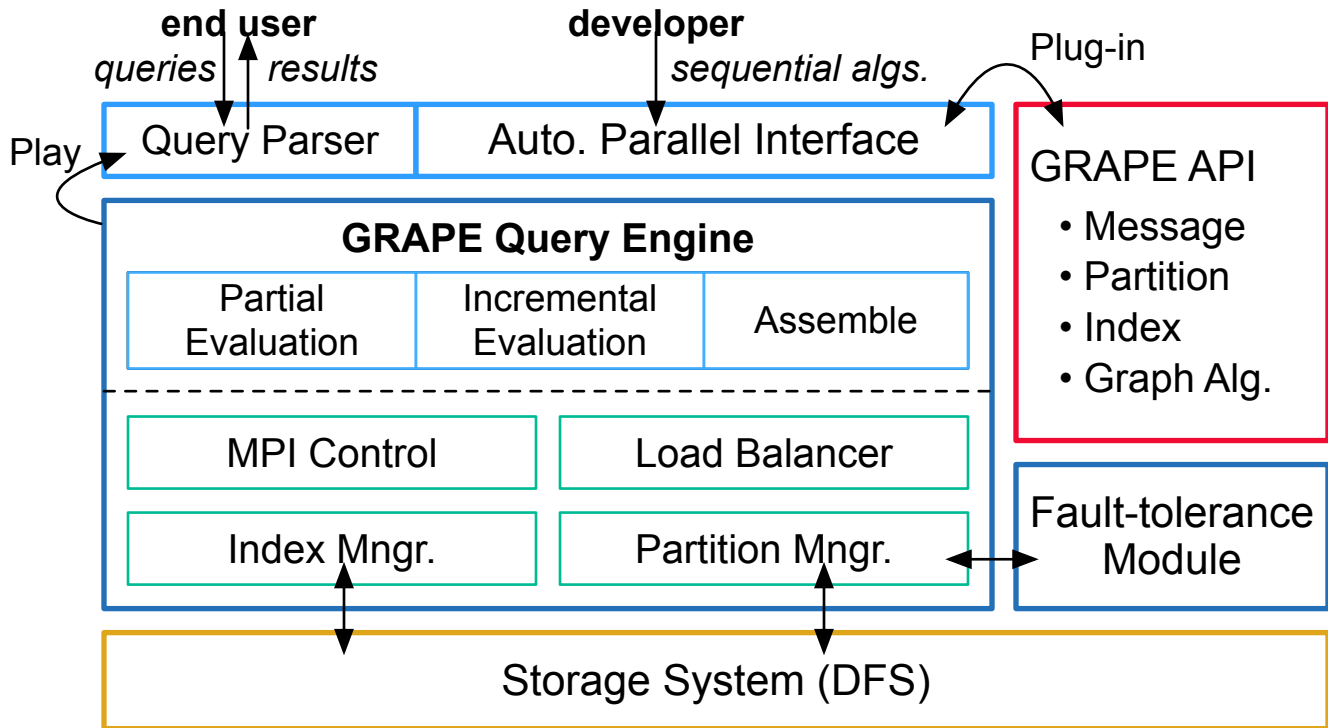 end user
developer
queries
results
sequential algs.
Plug-in
Play
Query Parser
Auto. Parallel Interface
GRAPE API
• Message
• Partition
• Index
• Graph Alg.
GRAPE Query Engine
Partial
Evaluation
Incremental
Evaluation
Assemble
MPI Control
Load Balancer
Index Mngr.
Partition Mngr.
Fault-tolerance
Module
Storage System (DFS)